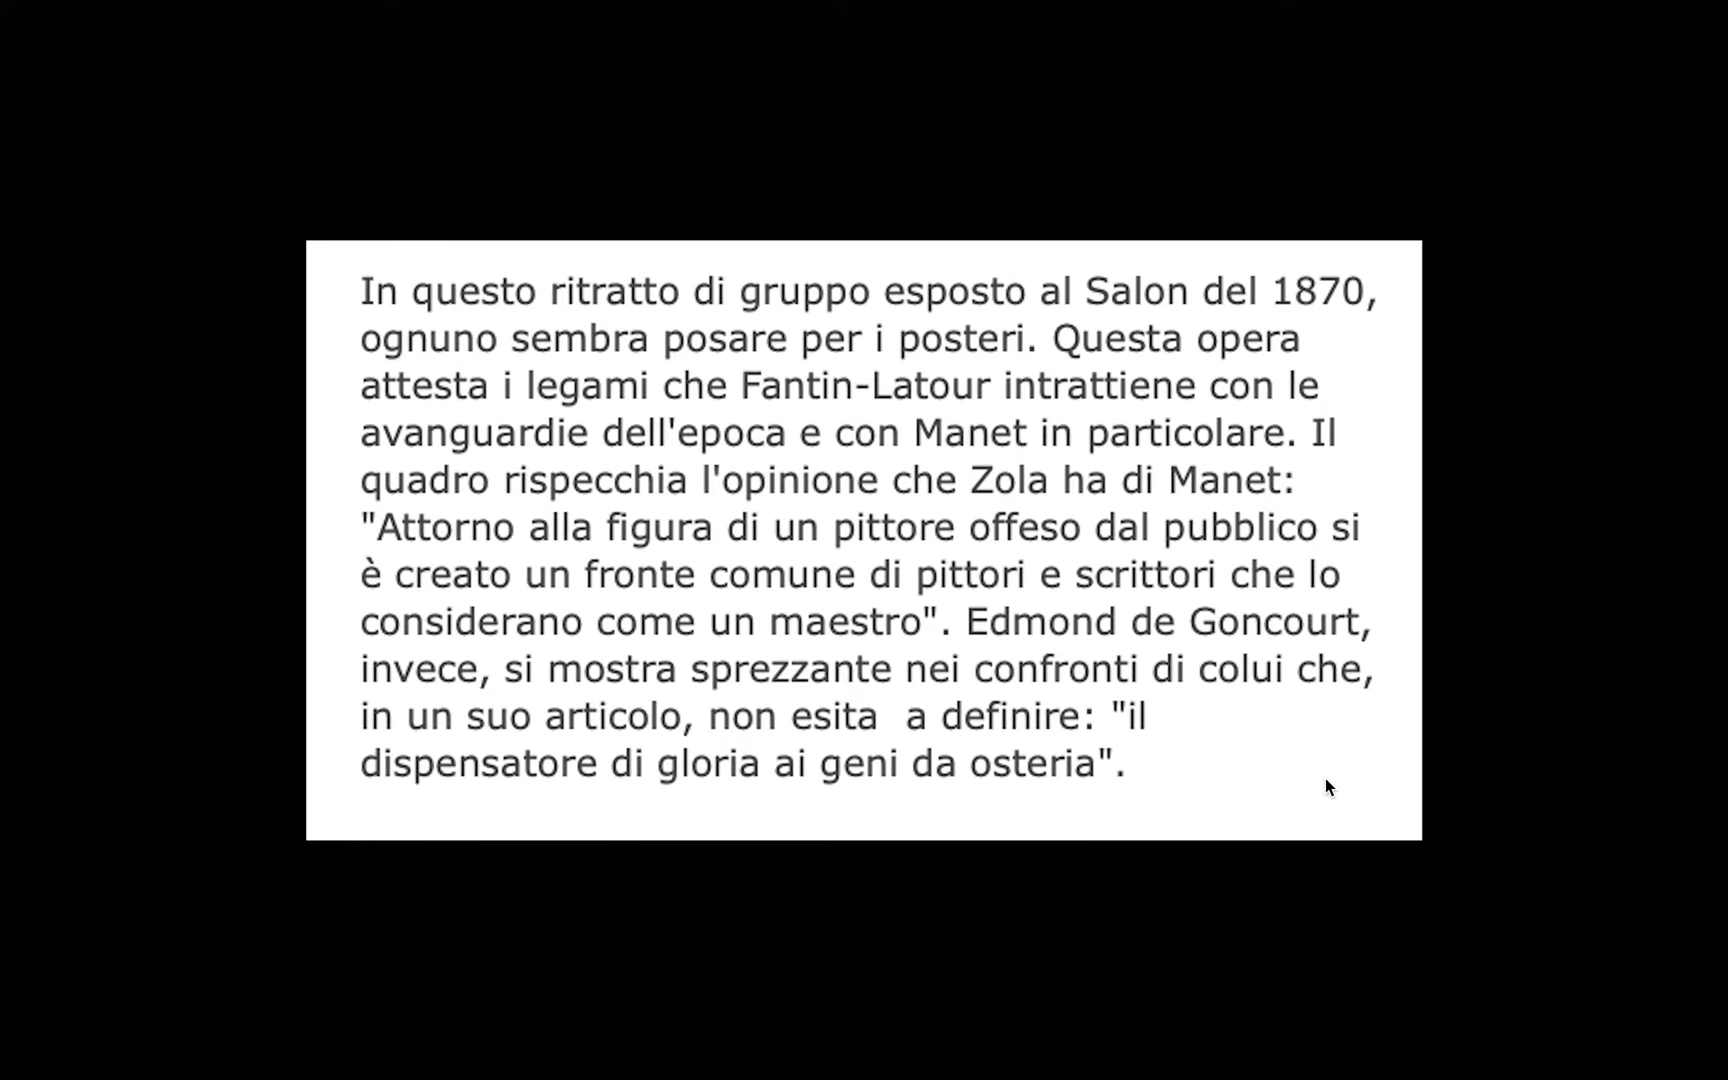 In questo ritratto di gruppo esposto al Salon del 1870,
ognuno sembra posare per i posteri. Questa opera
attesta i legami che Fantin-Latour intrattiene con le
avanguardie dell'epoca e con Manet in particolare. Il
quadro rispecchia l'opinione che Zola ha di Manet:
"Attorno alla figura di un pittore offeso dal pubblico si
è creato un fronte comune di pittori e scrittori che lo
considerano come un maestro". Edmond de Goncourt,
invece, si mostra sprezzante nei confronti di colui che,
in un suo articolo, non esita  a definire: "il
dispensatore di gloria ai geni da osteria".